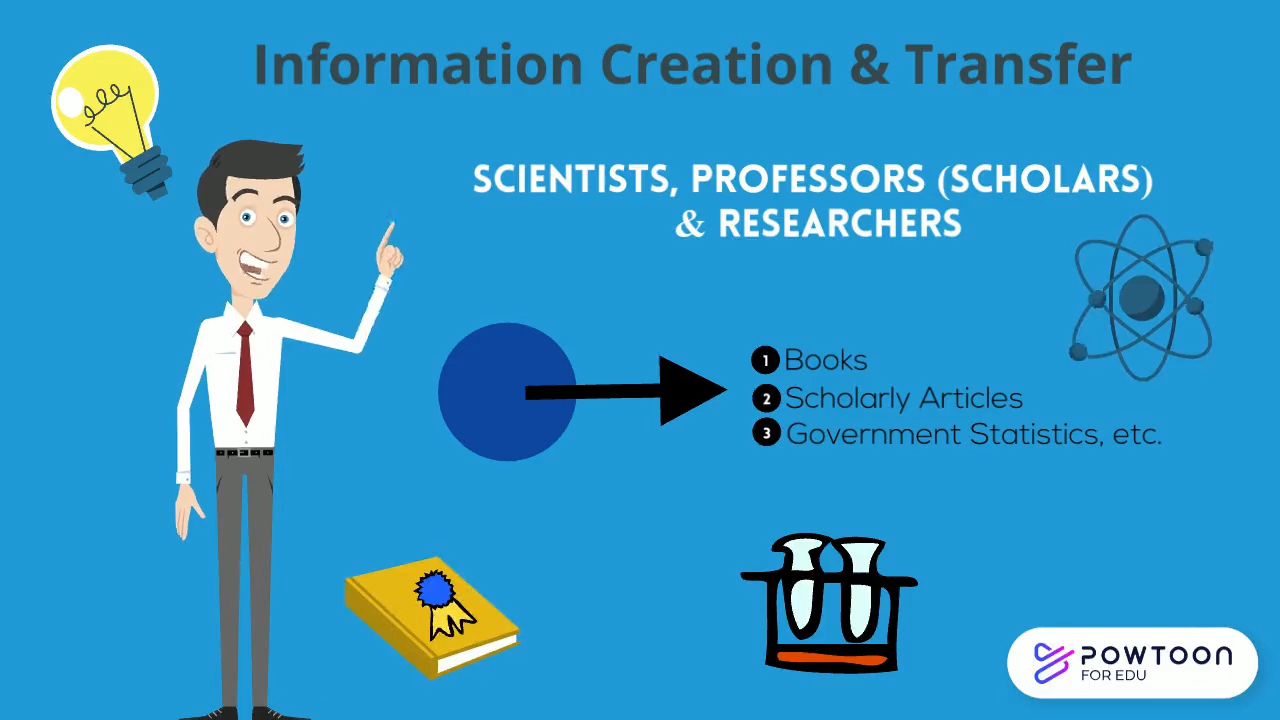 Information Creation & Transfer
SCIENTISTS, PROFESSORS (SCHOLARS)
& RESEARCHERS
1 Books
2 Scholarly Articles
3 Government Statistics, etc.
POWTOON
FOR EDU